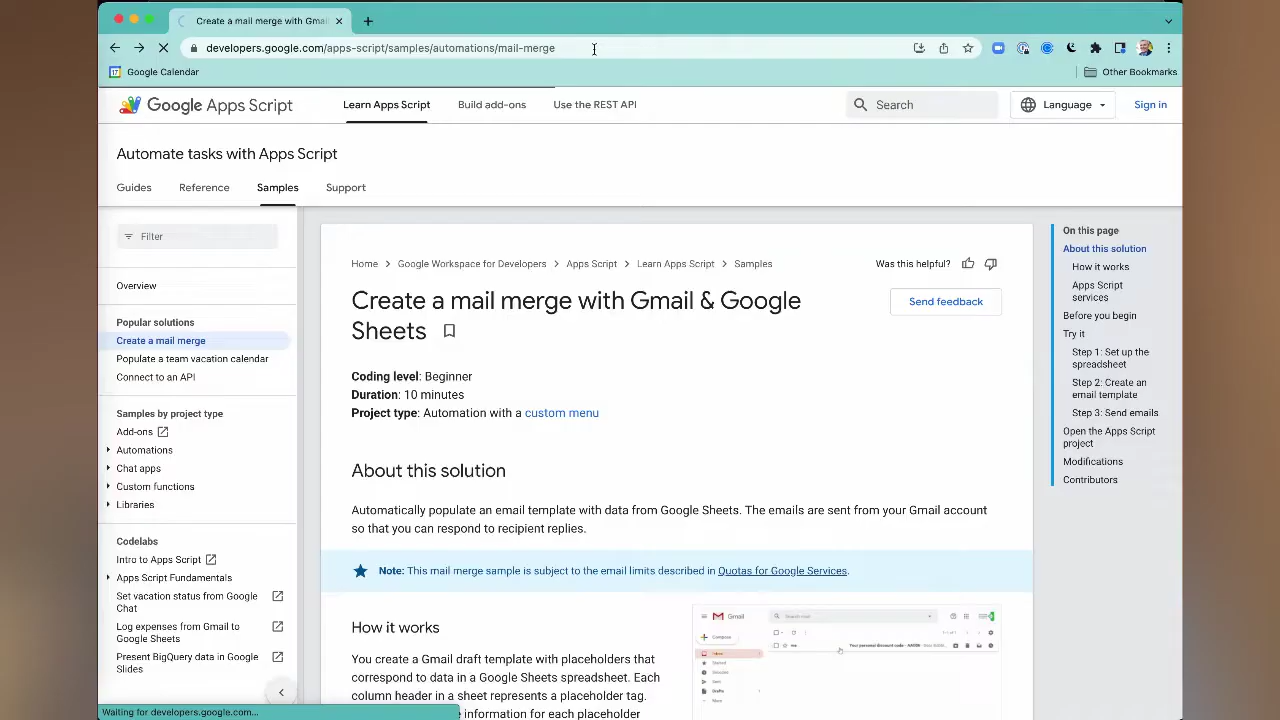 Create a mail merge with Gmai
developers.google.com/apps-script/samples/automations/mail-merge
Google Calendar
Other Bookmarks
Google Apps Script
Learn Apps Script
Build add-ons
Use the REST API
Search
Language
Sign in
Automate tasks with Apps Script
Guides
Reference
Samples
Support
Filter
Overview
Popular solutions
Create a mail merge
Populate a team vacation calendar
Connect to an API
Samples by project type
Add-ons
Automations
Chat apps
Custom functions
Libraries
Codelabs
Intro to Apps Script
Apps Script Fundamentals
Set vacation status from Google
Chat
Log expenses from Gmail to
Google Sheets
Present BigQuery data in Google
Slides
Waiting for developers.google.com...
Home > Google Workspace for Developers > Apps Script > Learn Apps Script > Samples
Was this helpful?
Create a mail merge with Gmail & Google
Sheets
Send feedback
Coding level: Beginner
Duration: 10 minutes
Project type: Automation with a custom menu
About this solution
Automatically populate an email template with data from Google Sheets. The emails are sent from your Gmail account
so that you can respond to recipient replies.
Note: This mail merge sample is subject to the email limits described in Quotas for Google Services.
How it works
You create a Gmail draft template with placeholders that
correspond to data in a Google Sheets spreadsheet. Each
column header in a sheet represents a placeholder tag.
information for each placeholder
Gmail
Search mail
Compose
Inbox
Starred
Snoozed
Sent
Drafts
More
Your personal discount code
On this page
About this solution
How it works
Apps Script
services
Before you begin
Try it
Step 1: Set up the
spreadsheet
Step 2: Create an
email template
Step 3: Send emails
Open the Apps Script
project
Modifications
Contributors